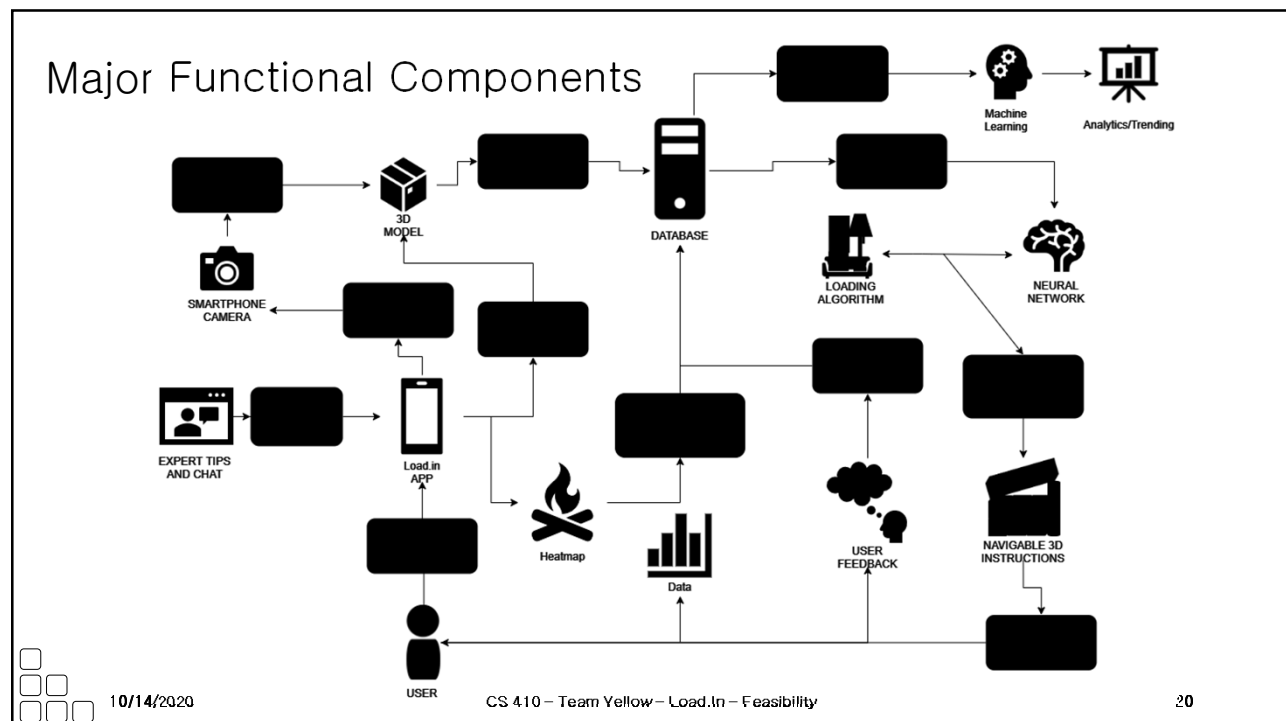 Major Functional Components
Machine
Learning
Analytics/Trending
3D
MODEL
DATABASE
SMARTPHONE
CAMERA
LOADING
ALGORITHM
NEURAL
NETWORK
EXPERT TIPS
AND CHAT
Load.in
APP
Heatmap
Data
USER
FEEDBACK
NAVIGABLE 3D
INSTRUCTIONS
USER
10/14/2020
CS 410 – Team Yellow – Load.In – Feasibility
20